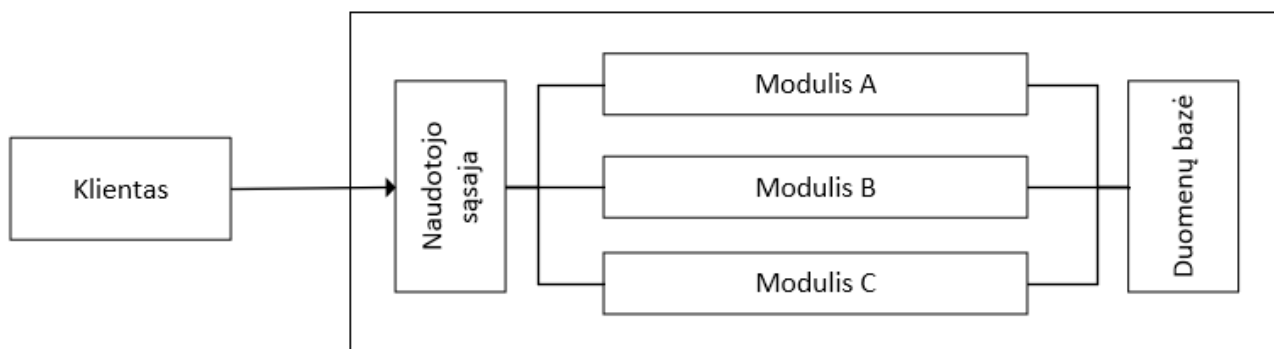 Klientas
Naudotojo
sąsaja
Modulis A
Modulis B
Modulis C
Duomenų bazė